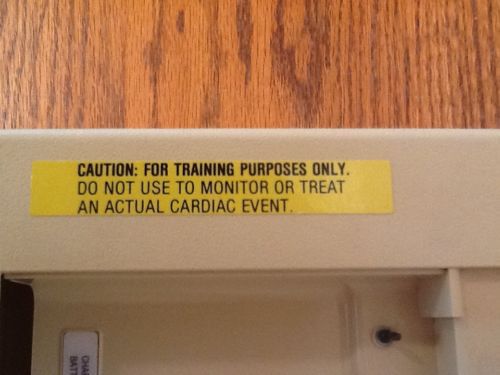 CAUTION: FOR TRAINING PURPOSES ONLY.
DO NOT USE TO MONITOR OR TREAT
AN ACTUAL CARDIAC EVENT.